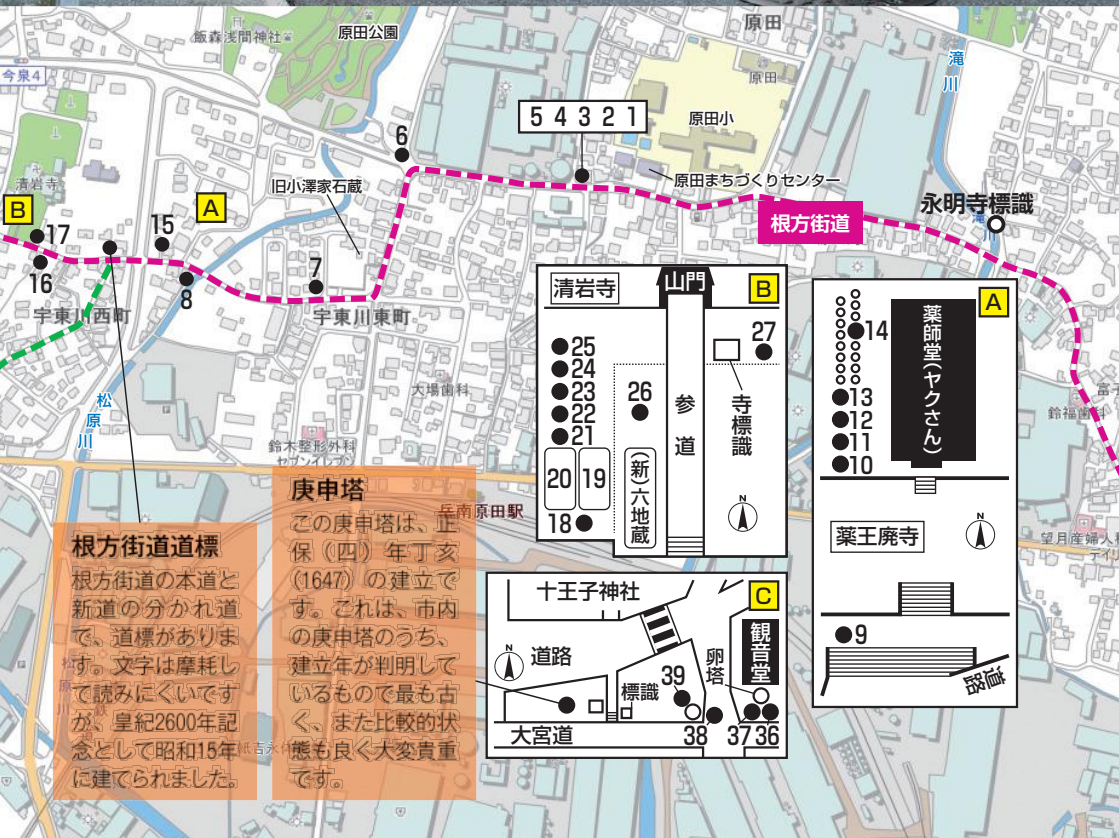 飯森浅間神社
原田公園
原田
原田
滝川
今泉4
6
5 4 3 2 1
原田小
旧小澤家石蔵
原田まちづくりセンター
永明寺標識
根方街道
清岩寺
B
17
15
A
16
8
7
宇東川西町
宇東川東町
松原川
大場歯科
鈴木整形外科
セブンイレブン
岳南原田駅
鈴福歯科
望月産婦人科
清岩寺
山門
B
25
24
23
22
21
20
19
18
26
(新)六地蔵
参道
27
寺標識
N
A
14
薬師堂(ヤクさん)
13
12
11
10
薬王廃寺
N
9
道路
十王子神社
C
N
道路
観音堂
卵塔
39
標識
大宮道
38
37
36
根方街道道標
根方街道の本道と
新道の分かれ道
で、道標がありま
す。文字は摩耗し
て読みにくいです
が、皇紀2600年記
念として昭和15年
に建てられました。
庚申塔
この庚申塔は、正
保(四)年丁亥
(1647)の建立で
す。これは、市内
の庚申塔のうち、
建立年が判明して
いるもので最も古
く、また比較的状
態も良く大変貴重
です。